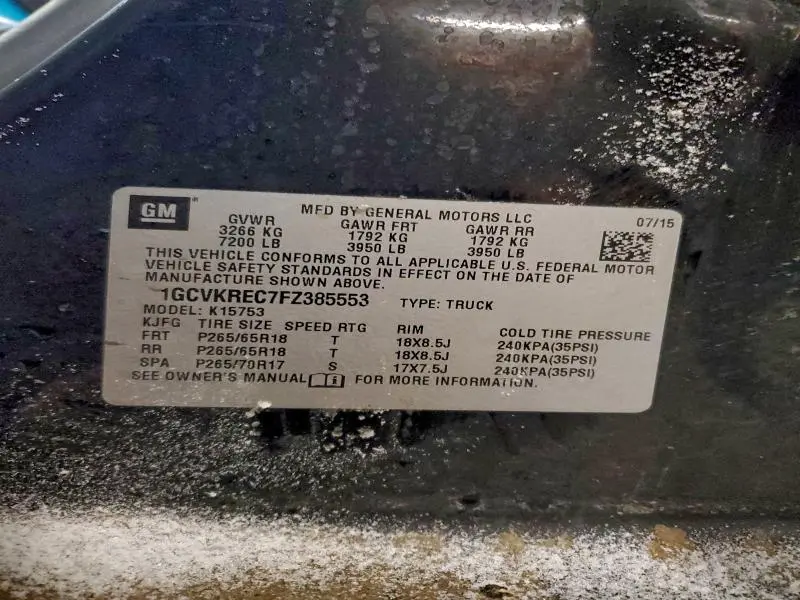 GM
MFD BY GENERAL MOTORS LLC
07/15
GVWR GAWR FRT GAWR RR
3266 KG 1792 KG 1792 KG
7200 LB 3950 LB 3950 LB
THIS VEHICLE CONFORMS TO ALL APPLICABLE U.S. FEDERAL MOTOR
VEHICLE SAFETY STANDARDS IN EFFECT ON THE DATE OF
MANUFACTURE SHOWN ABOVE.
1GCVKREC7FZ385553 TYPE: TRUCK
MODEL: K15753
KJFG TIRE SIZE SPEED RTG RIM COLD TIRE PRESSURE
FRT P265/65R18 T 18X8.5J 240KPA(35PSI)
RR P265/65R18 T 18X8.5J 240KPA(35PSI)
SPA P265/70R17 S 17X7.5J 240KPA(35PSI)
SEE OWNER'S MANUAL FOR MORE INFORMATION.